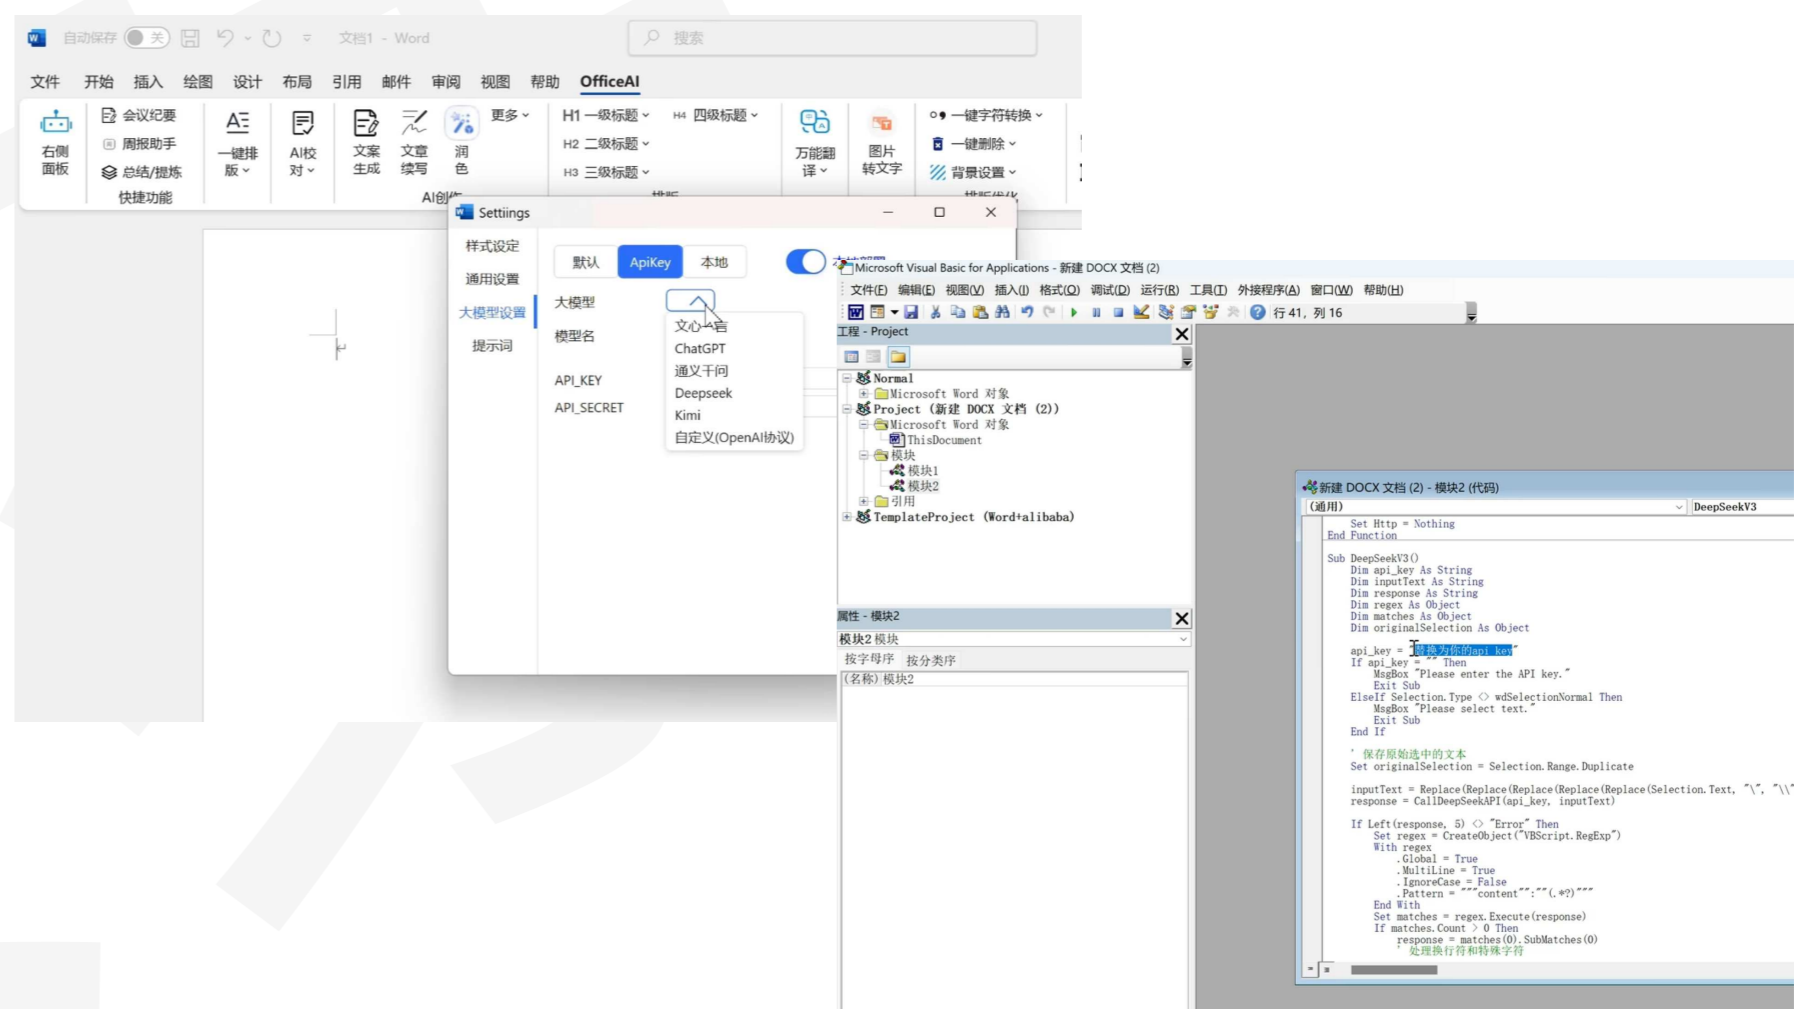 自动保存 关 文档1 - Word 搜索
文件 开始 插入 绘图 设计 布局 引用 邮件 审阅 视图 帮助 OfficeAI
右侧面板
会议纪要
周报助手
总结/提炼
快捷功能
一键排版
AI校对
文案生成
文章续写
润色
更多
AI创作
H1 一级标题
H2 二级标题
H3 三级标题
H4 四级标题
排版
万能翻译
图片转文字
一键字符转换
一键删除
背景设置
排版优化
Settiings
样式设定
通用设置
大模型设置
提示词
默认 ApiKey 本地
大模型
模型名
API_KEY
API_SECRET
文心一言
ChatGPT
通义千问
Deepseek
Kimi
自定义(OpenAI协议)
Microsoft Visual Basic for Applications - 新建 DOCX 文档 (2)
文件(F) 编辑(E) 视图(V) 插入(I) 格式(O) 调试(D) 运行(R) 工具(T) 外接程序(A) 窗口(W) 帮助(H)
行 41, 列 16
工程 - Project
Normal
Microsoft Word 对象
Project (新建 DOCX 文档 (2))
Microsoft Word 对象
ThisDocument
模块
模块1
模块2
引用
TemplateProject (Word+alibaba)
属性 - 模块2
模块2 模块
按字母序 按分类序
(名称) 模块2
新建 DOCX 文档 (2) - 模块2 (代码)
(通用) DeepSeekV3
Set Http = Nothing
End Function
Sub DeepSeekV3()
Dim api_key As String
Dim inputText As String
Dim response As String
Dim regex As Object
Dim matches As Object
Dim originalSelection As Object
api_key = "替换为你的api key"
If api_key = "" Then
MsgBox "Please enter the API key."
Exit Sub
ElseIf Selection.Type <> wdSelectionNormal Then
MsgBox "Please select text."
Exit Sub
End If
' 保存原始选中的文本
Set originalSelection = Selection.Range.Duplicate
inputText = Replace(Replace(Replace(Replace(Replace(Selection.Text, "\", "\\"
response = CallDeepSeekAPI(api_key, inputText)
If Left(response, 5) <> "Error" Then
Set regex = CreateObject("VBScript.RegExp")
With regex
.Global = True
.MultiLine = True
.IgnoreCase = False
.Pattern = """content"":""(.*?)"""
End With
Set matches = regex.Execute(response)
If matches.Count > 0 Then
response = matches(0).SubMatches(0)
' 处理换行符和特殊字符